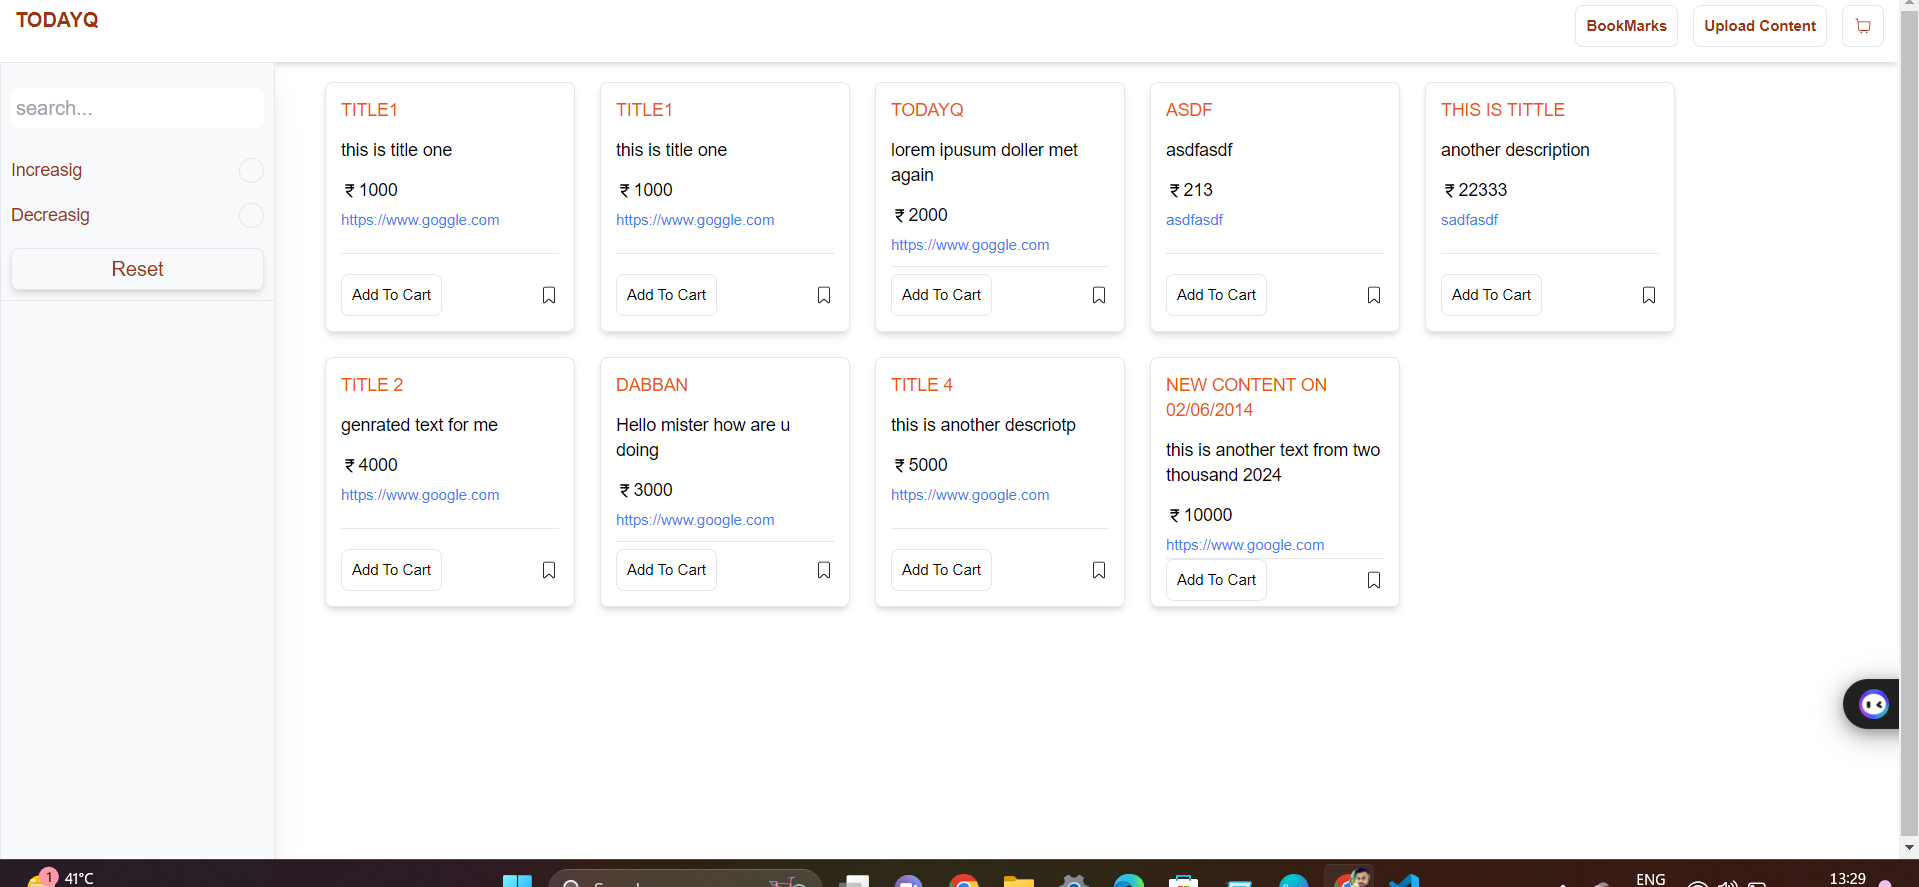 TODAYQ
BookMarks
Upload Content
search...
Increasig
Decreasig
Reset
TITLE1
this is title one
₹ 1000
https://www.goggle.com
Add To Cart
TITLE1
this is title one
₹ 1000
https://www.goggle.com
Add To Cart
TODAYQ
lorem ipusum doller met
again
₹ 2000
https://www.goggle.com
Add To Cart
ASDF
asdfasdf
₹ 213
asdfasdf
Add To Cart
THIS IS TITTLE
another description
₹ 22333
sadfasdf
Add To Cart
TITLE 2
genrated text for me
₹ 4000
https://www.google.com
Add To Cart
DABBAN
Hello mister how are u
doing
₹ 3000
https://www.google.com
Add To Cart
TITLE 4
this is another descriotp
₹ 5000
https://www.google.com
Add To Cart
NEW CONTENT ON
02/06/2014
this is another text from two
thousand 2024
₹ 10000
https://www.google.com
Add To Cart
1
41°C
ENG
13:29